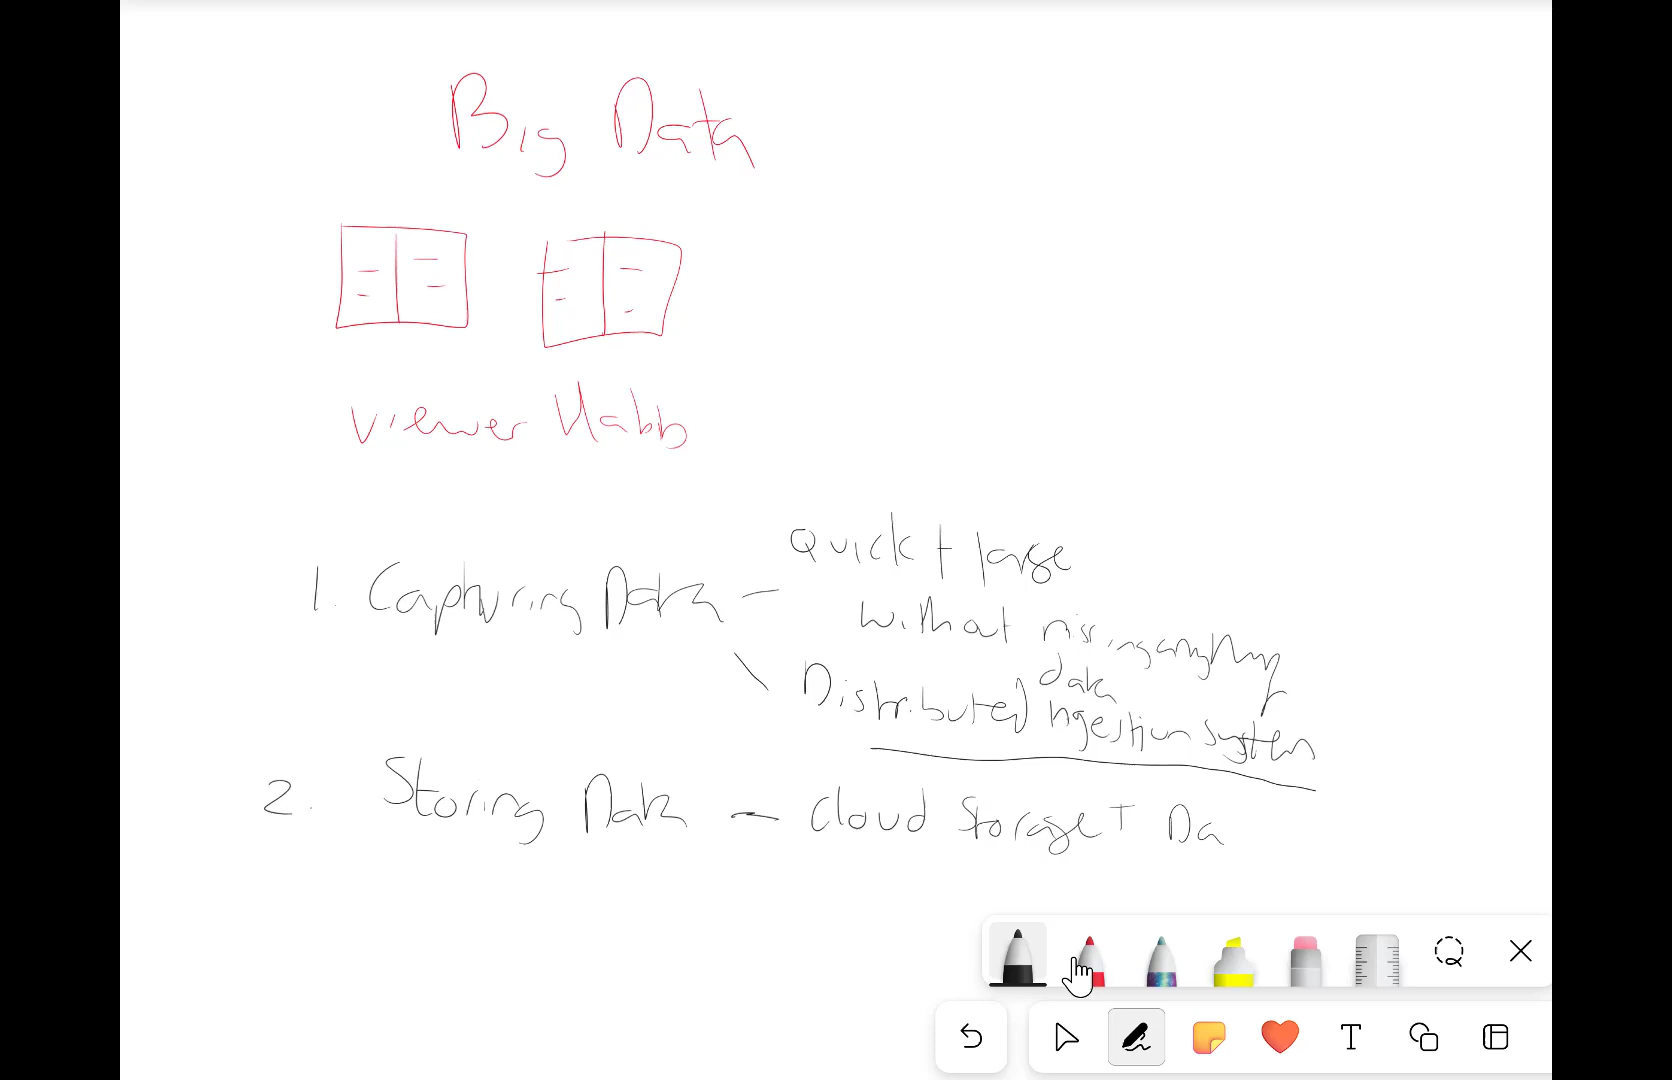 Big Data
viewer Habb
1. Capturing Data - Quick + large
without missing anything
Distributed data ingestion system
2. Storing Data - Cloud Storage + Da
T